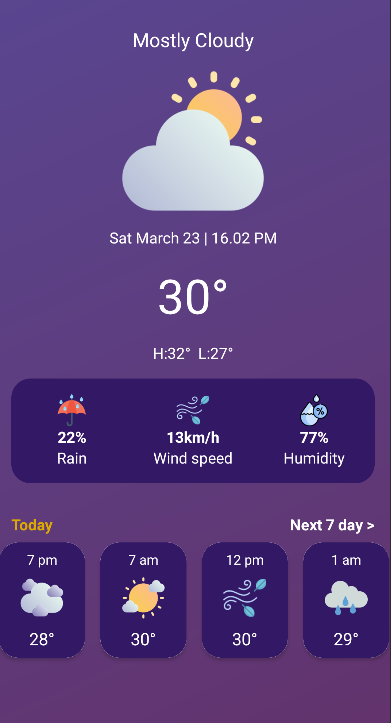 Mostly Cloudy
Sat March 23 | 16.02 PM
30°
H:32° L:27°
%
22% 13km/h 77%
Rain Wind speed Humidity
Today Next 7 day >
7 pm 7 am 12 pm 1 am
28° 30° 30° 29°